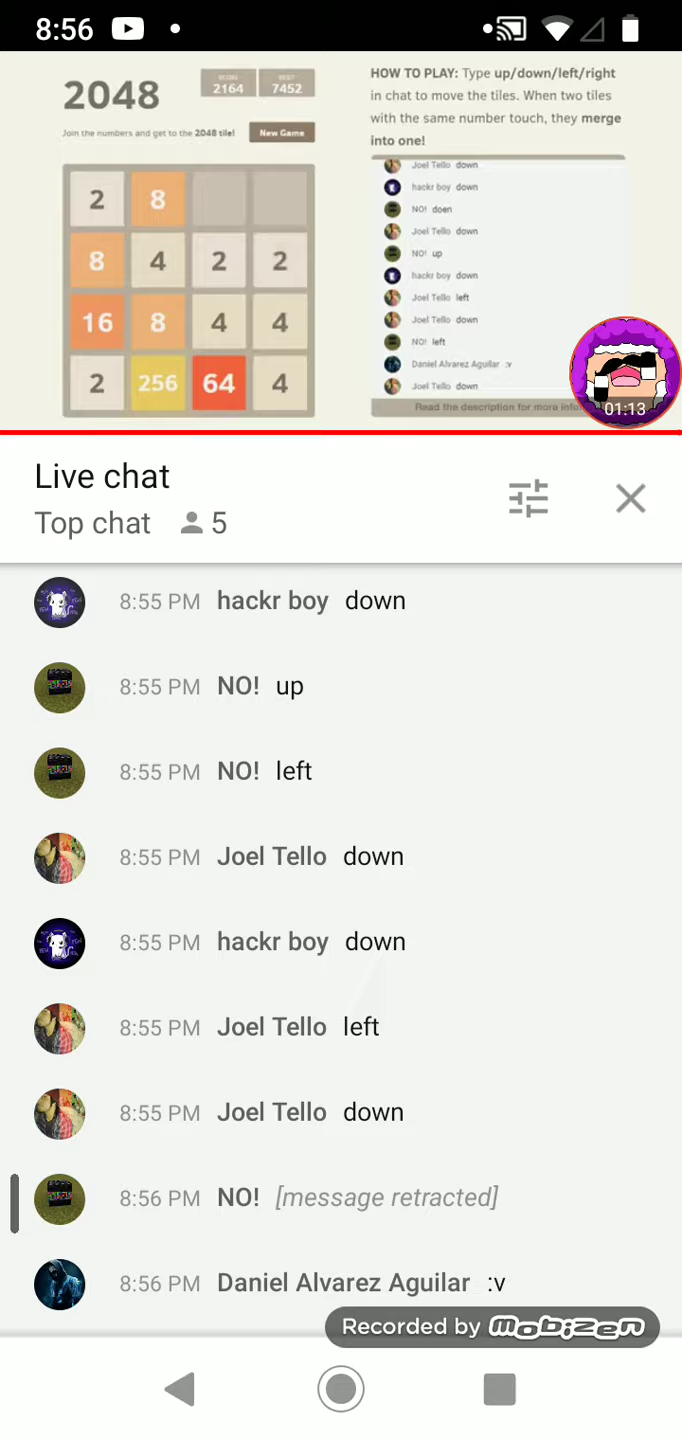 8:56
2048
SCORE
2164
BEST
7452
Join the numbers and get to the 2048 tile!
New Game
2 8
8 4 2 2
16 8 4 4
2 256 64 4
HOW TO PLAY: Type up/down/left/right
in chat to move the tiles. When two tiles
with the same number touch, they merge
into one!
Joel Tello down
hackr boy down
NO! doen
Joel Tello down
NO! up
hackr boy down
Joel Tello left
Joel Tello down
NO! left
Daniel Alvarez Aguilar :v
Joel Tello down
Read the description for more
01:13
Live chat
Top chat 5
8:55 PM hackr boy down
8:55 PM NO! up
8:55 PM NO! left
8:55 PM Joel Tello down
8:55 PM hackr boy down
8:55 PM Joel Tello left
8:55 PM Joel Tello down
8:56 PM NO! [message retracted]
8:56 PM Daniel Alvarez Aguilar :v
Recorded by mobizen